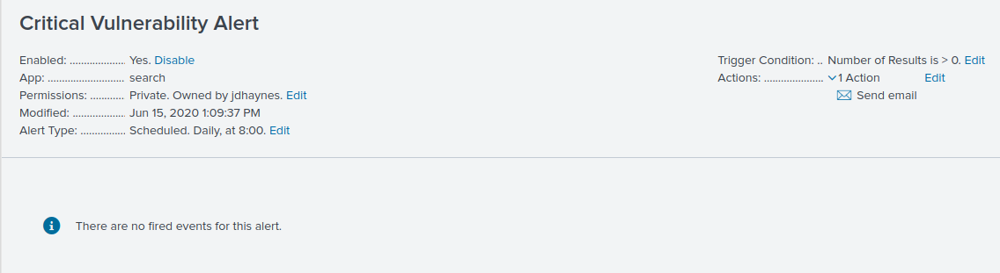 Critical Vulnerability Alert
Enabled: ................... Yes. Disable
App: .......................... search
Permissions: ............ Private. Owned by jdhaynes. Edit
Modified: .................. Jun 15, 2020 1:09:37 PM
Alert Type: ................ Scheduled. Daily, at 8:00. Edit
Trigger Condition: .. Number of Results is > 0. Edit
Actions: ..................... 1 Action Edit
Send email
There are no fired events for this alert.